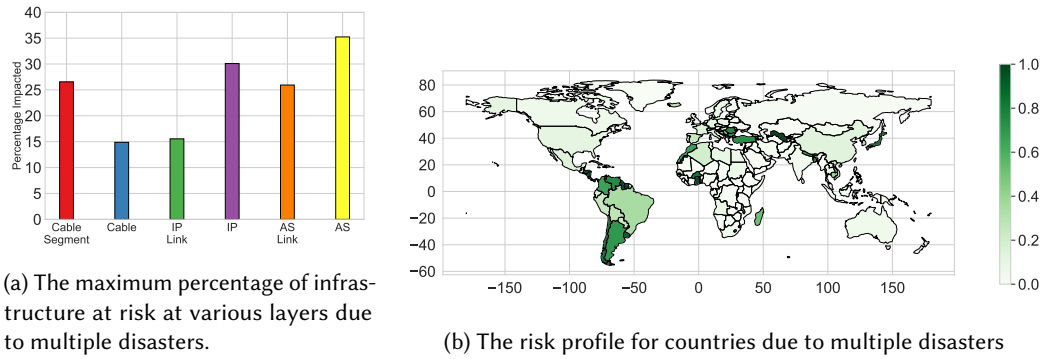 40
35
30
25
20
15
10
5
0
Percentage Impacted
Cable Segment
Cable
IP Link
IP
AS Link
AS
(a) The maximum percentage of infras-
tructure at risk at various layers due
to multiple disasters.
80
60
40
20
0
−20
−40
−60
−150
−100
−50
0
50
100
150
1.0
0.8
0.6
0.4
0.2
0.0
(b) The risk profile for countries due to multiple disasters